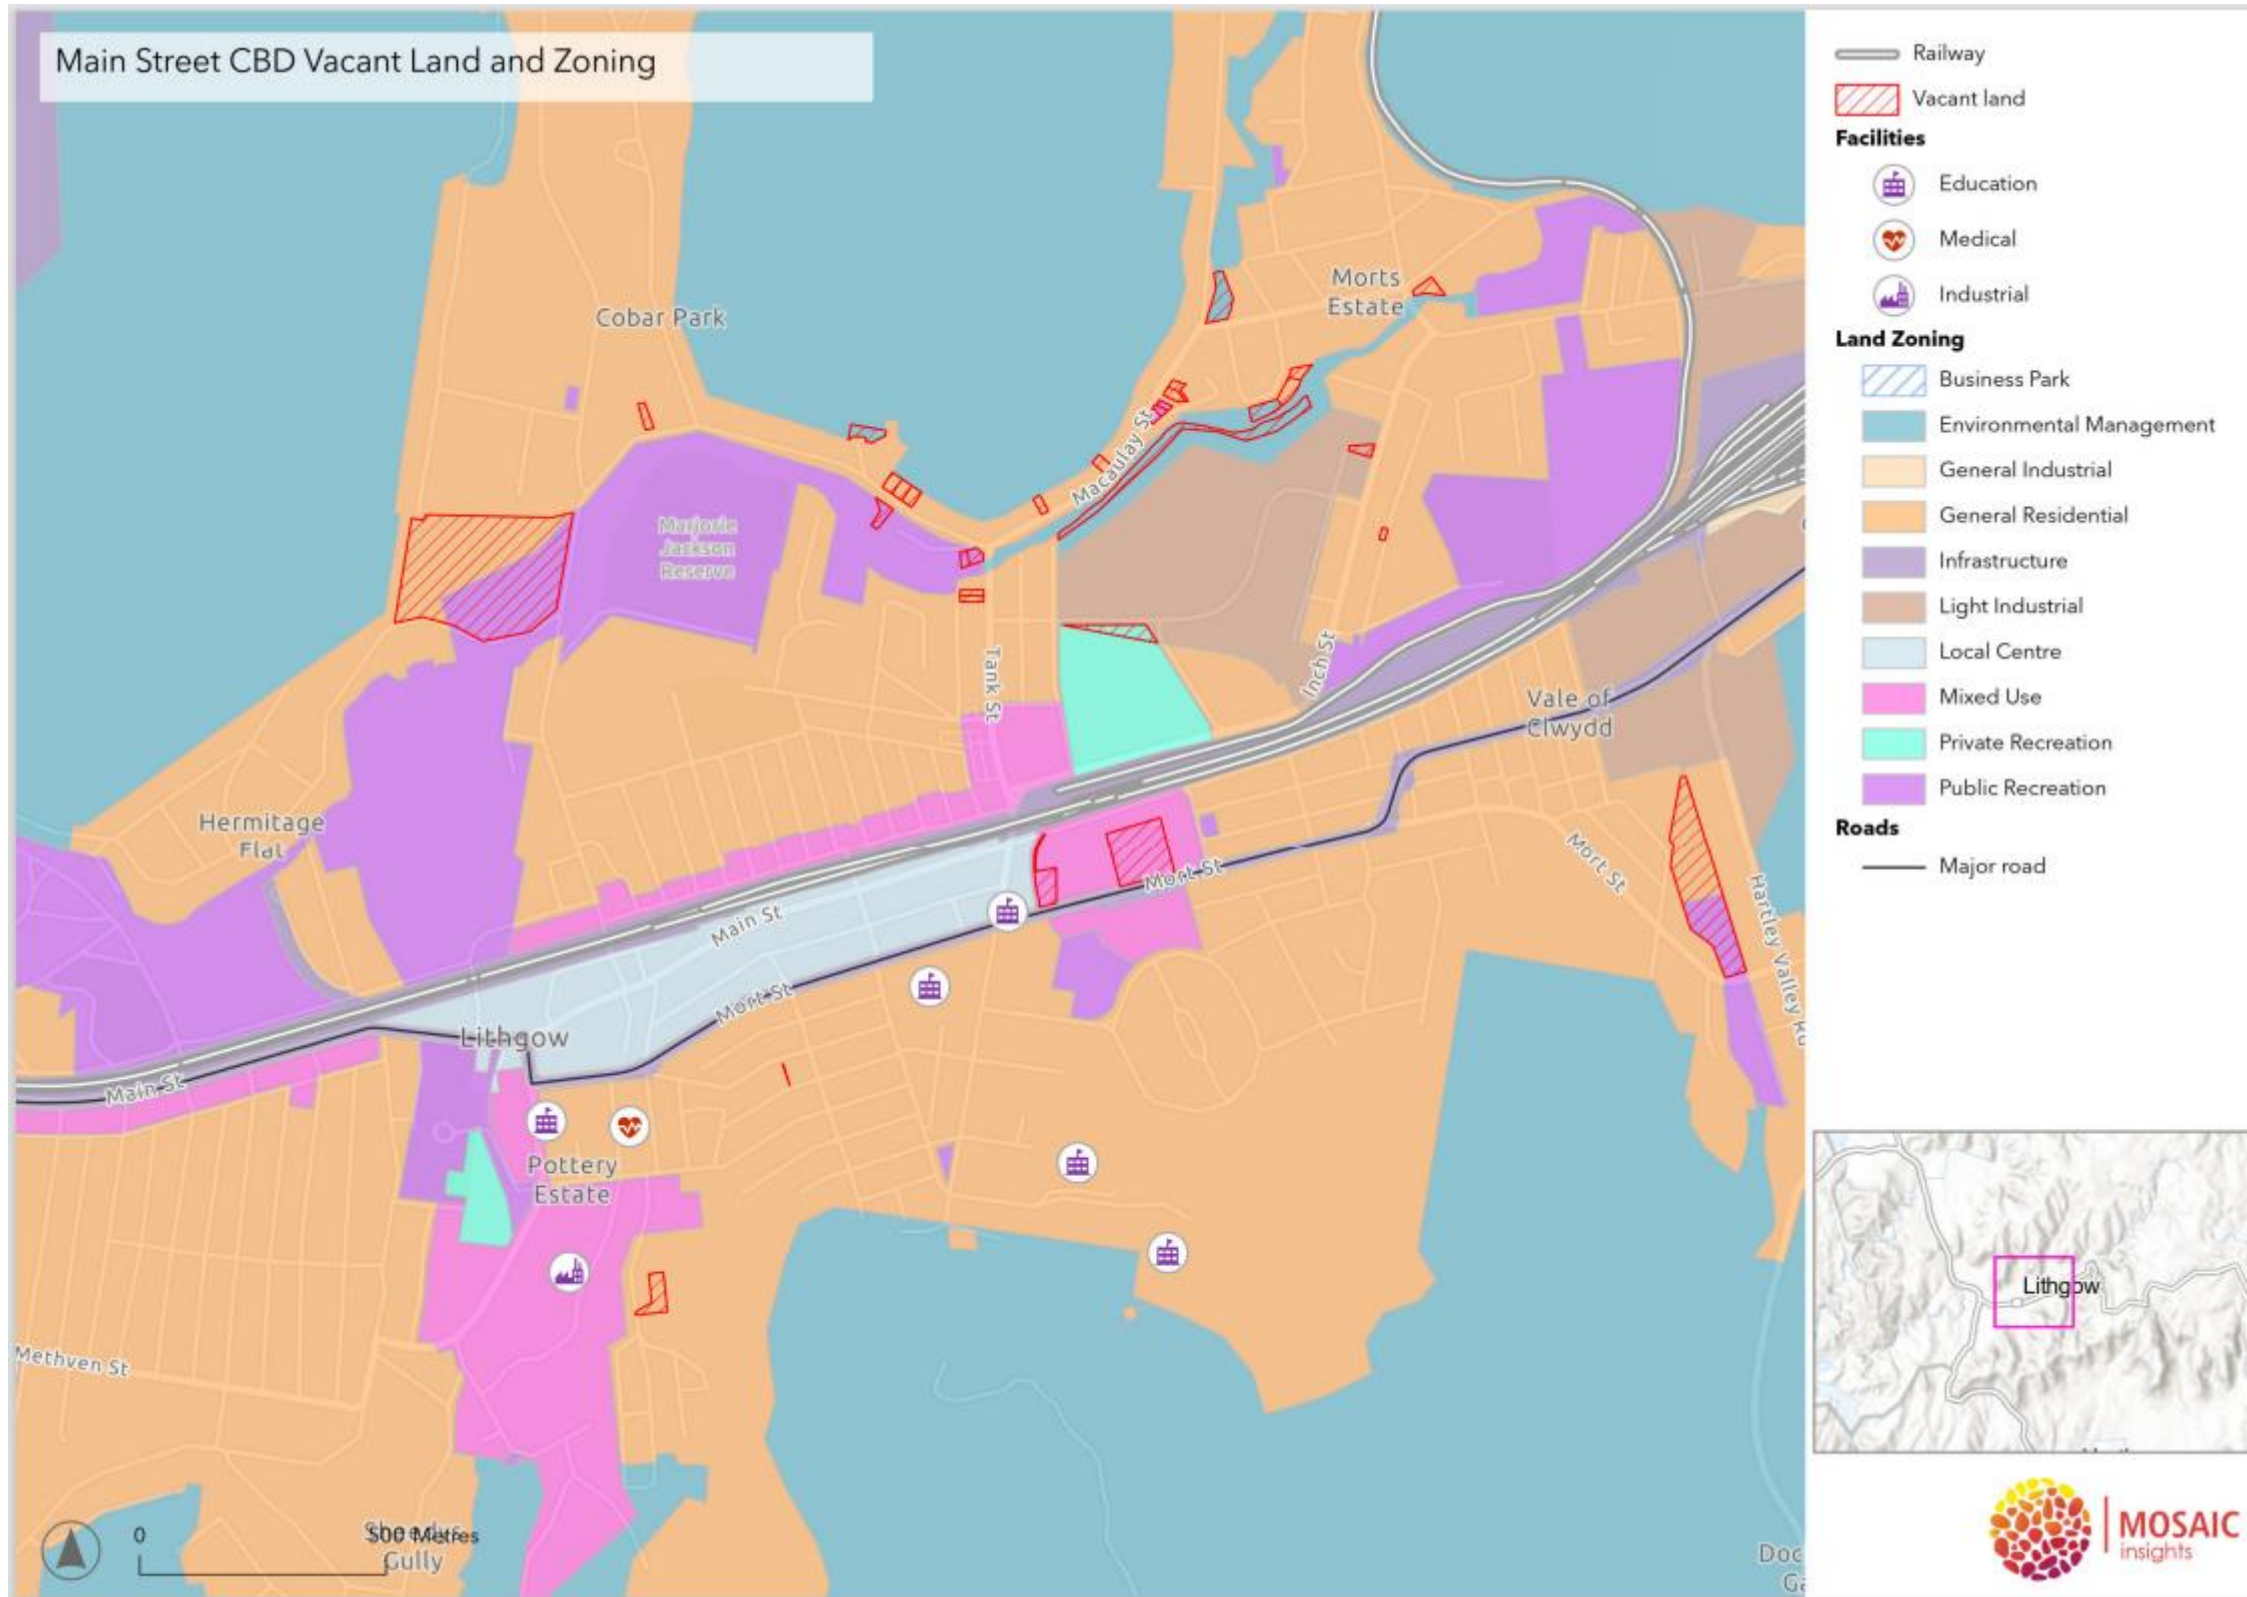 Main Street CBD Vacant Land and Zoning
Cobar Park
Morts
Estate
Marjorie
Jackson
Reserve
Macaulay St
Tank St
Inch St
Vale of
Clwydd
Hermitage
Flat
Mort St
Mort St
Hartley Valley
Main St
Mort St
Lithgow
Main St
Pottery
Estate
Methven St
0
500 Metres
Gully
Railway
Vacant land
Facilities
Education
Medical
Industrial
Land Zoning
Business Park
Environmental Management
General Industrial
General Residential
Infrastructure
Light Industrial
Local Centre
Mixed Use
Private Recreation
Public Recreation
Roads
Major road
Lithgow
MOSAIC
insights